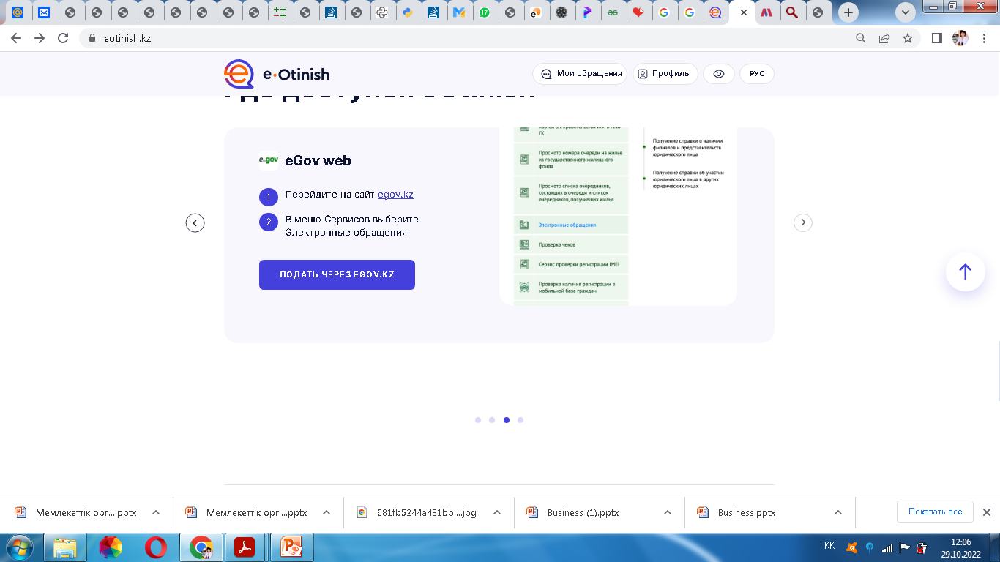 17
eotinish.kz
e·Otinish
Мои обращения
Профиль
РУС
eGov web
1 Перейдите на сайт egov.kz
2 В меню Сервисов выберите
Электронные обращения
ПОДАТЬ ЧЕРЕЗ EGOV.KZ
ГК
Просмотр номера очереди на жилье
из государственного жилищного
фонда
Просмотр списка очередников,
состоящих в очереди и список
очередников, получивших жилье
Электронные обращения
Проверка чеков
Сервис проверки регистрации IMEI
Проверка наличия регистрации в
мобильной базе граждан
Получение справки о наличии
филиалов и представительств
юридического лица
Получение справки об участии
юридического лица в других
юридических лицах
Мемлекеттік орг....pptx
Мемлекеттік орг....pptx
681fb5244a431bb....jpg
Business (1).pptx
Business.pptx
Показать все
KK
12:06
29.10.2022